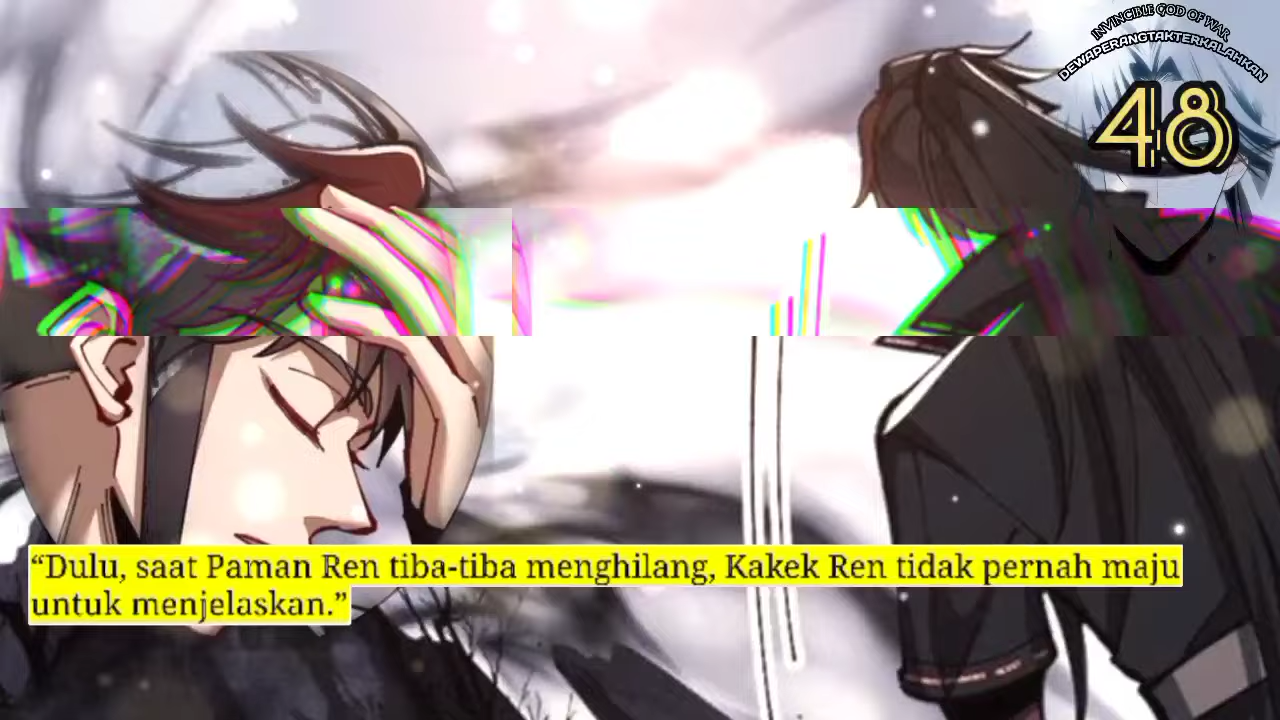 INVINCIBLE GOD OF WAR
DEWAPERANGTAKTERKALAHKAN
48
“Dulu, saat Paman Ren tiba-tiba menghilang, Kakek Ren tidak pernah maju
untuk menjelaskan.”